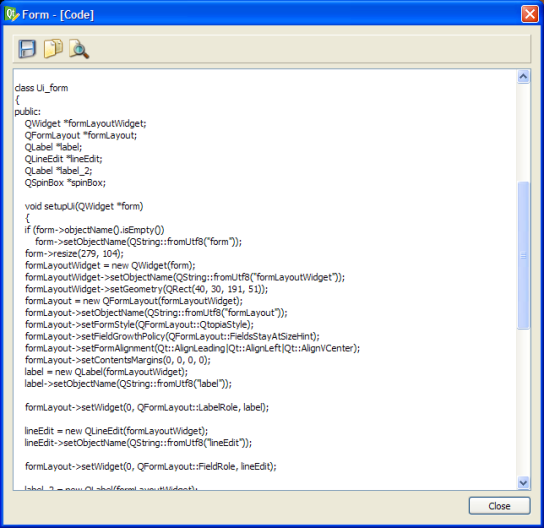 Form - [Code]
class Ui_form
{
public:
QWidget *formLayoutWidget;
QFormLayout *formLayout;
QLabel *label;
QLineEdit *lineEdit;
QLabel *label_2;
QSpinBox *spinBox;
void setupUi(QWidget *form)
{
if (form->objectName().isEmpty())
form->setObjectName(QString::fromUtf8("form"));
form->resize(279, 104);
formLayoutWidget = new QWidget(form);
formLayoutWidget->setObjectName(QString::fromUtf8("formLayoutWidget"));
formLayoutWidget->setGeometry(QRect(40, 30, 191, 51));
formLayout = new QFormLayout(formLayoutWidget);
formLayout->setObjectName(QString::fromUtf8("formLayout"));
formLayout->setFormStyle(QFormLayout::QtopiaStyle);
formLayout->setFieldGrowthPolicy(QFormLayout::FieldsStayAtSizeHint);
formLayout->setFormAlignment(Qt::AlignLeading|Qt::AlignLeft|Qt::AlignVCenter);
formLayout->setContentsMargins(0, 0, 0, 0);
label = new QLabel(formLayoutWidget);
label->setObjectName(QString::fromUtf8("label"));
formLayout->setWidget(0, QFormLayout::LabelRole, label);
lineEdit = new QLineEdit(formLayoutWidget);
lineEdit->setObjectName(QString::fromUtf8("lineEdit"));
formLayout->setWidget(0, QFormLayout::FieldRole, lineEdit);
label_2 = new QLabel(formLayoutWidget);
Close